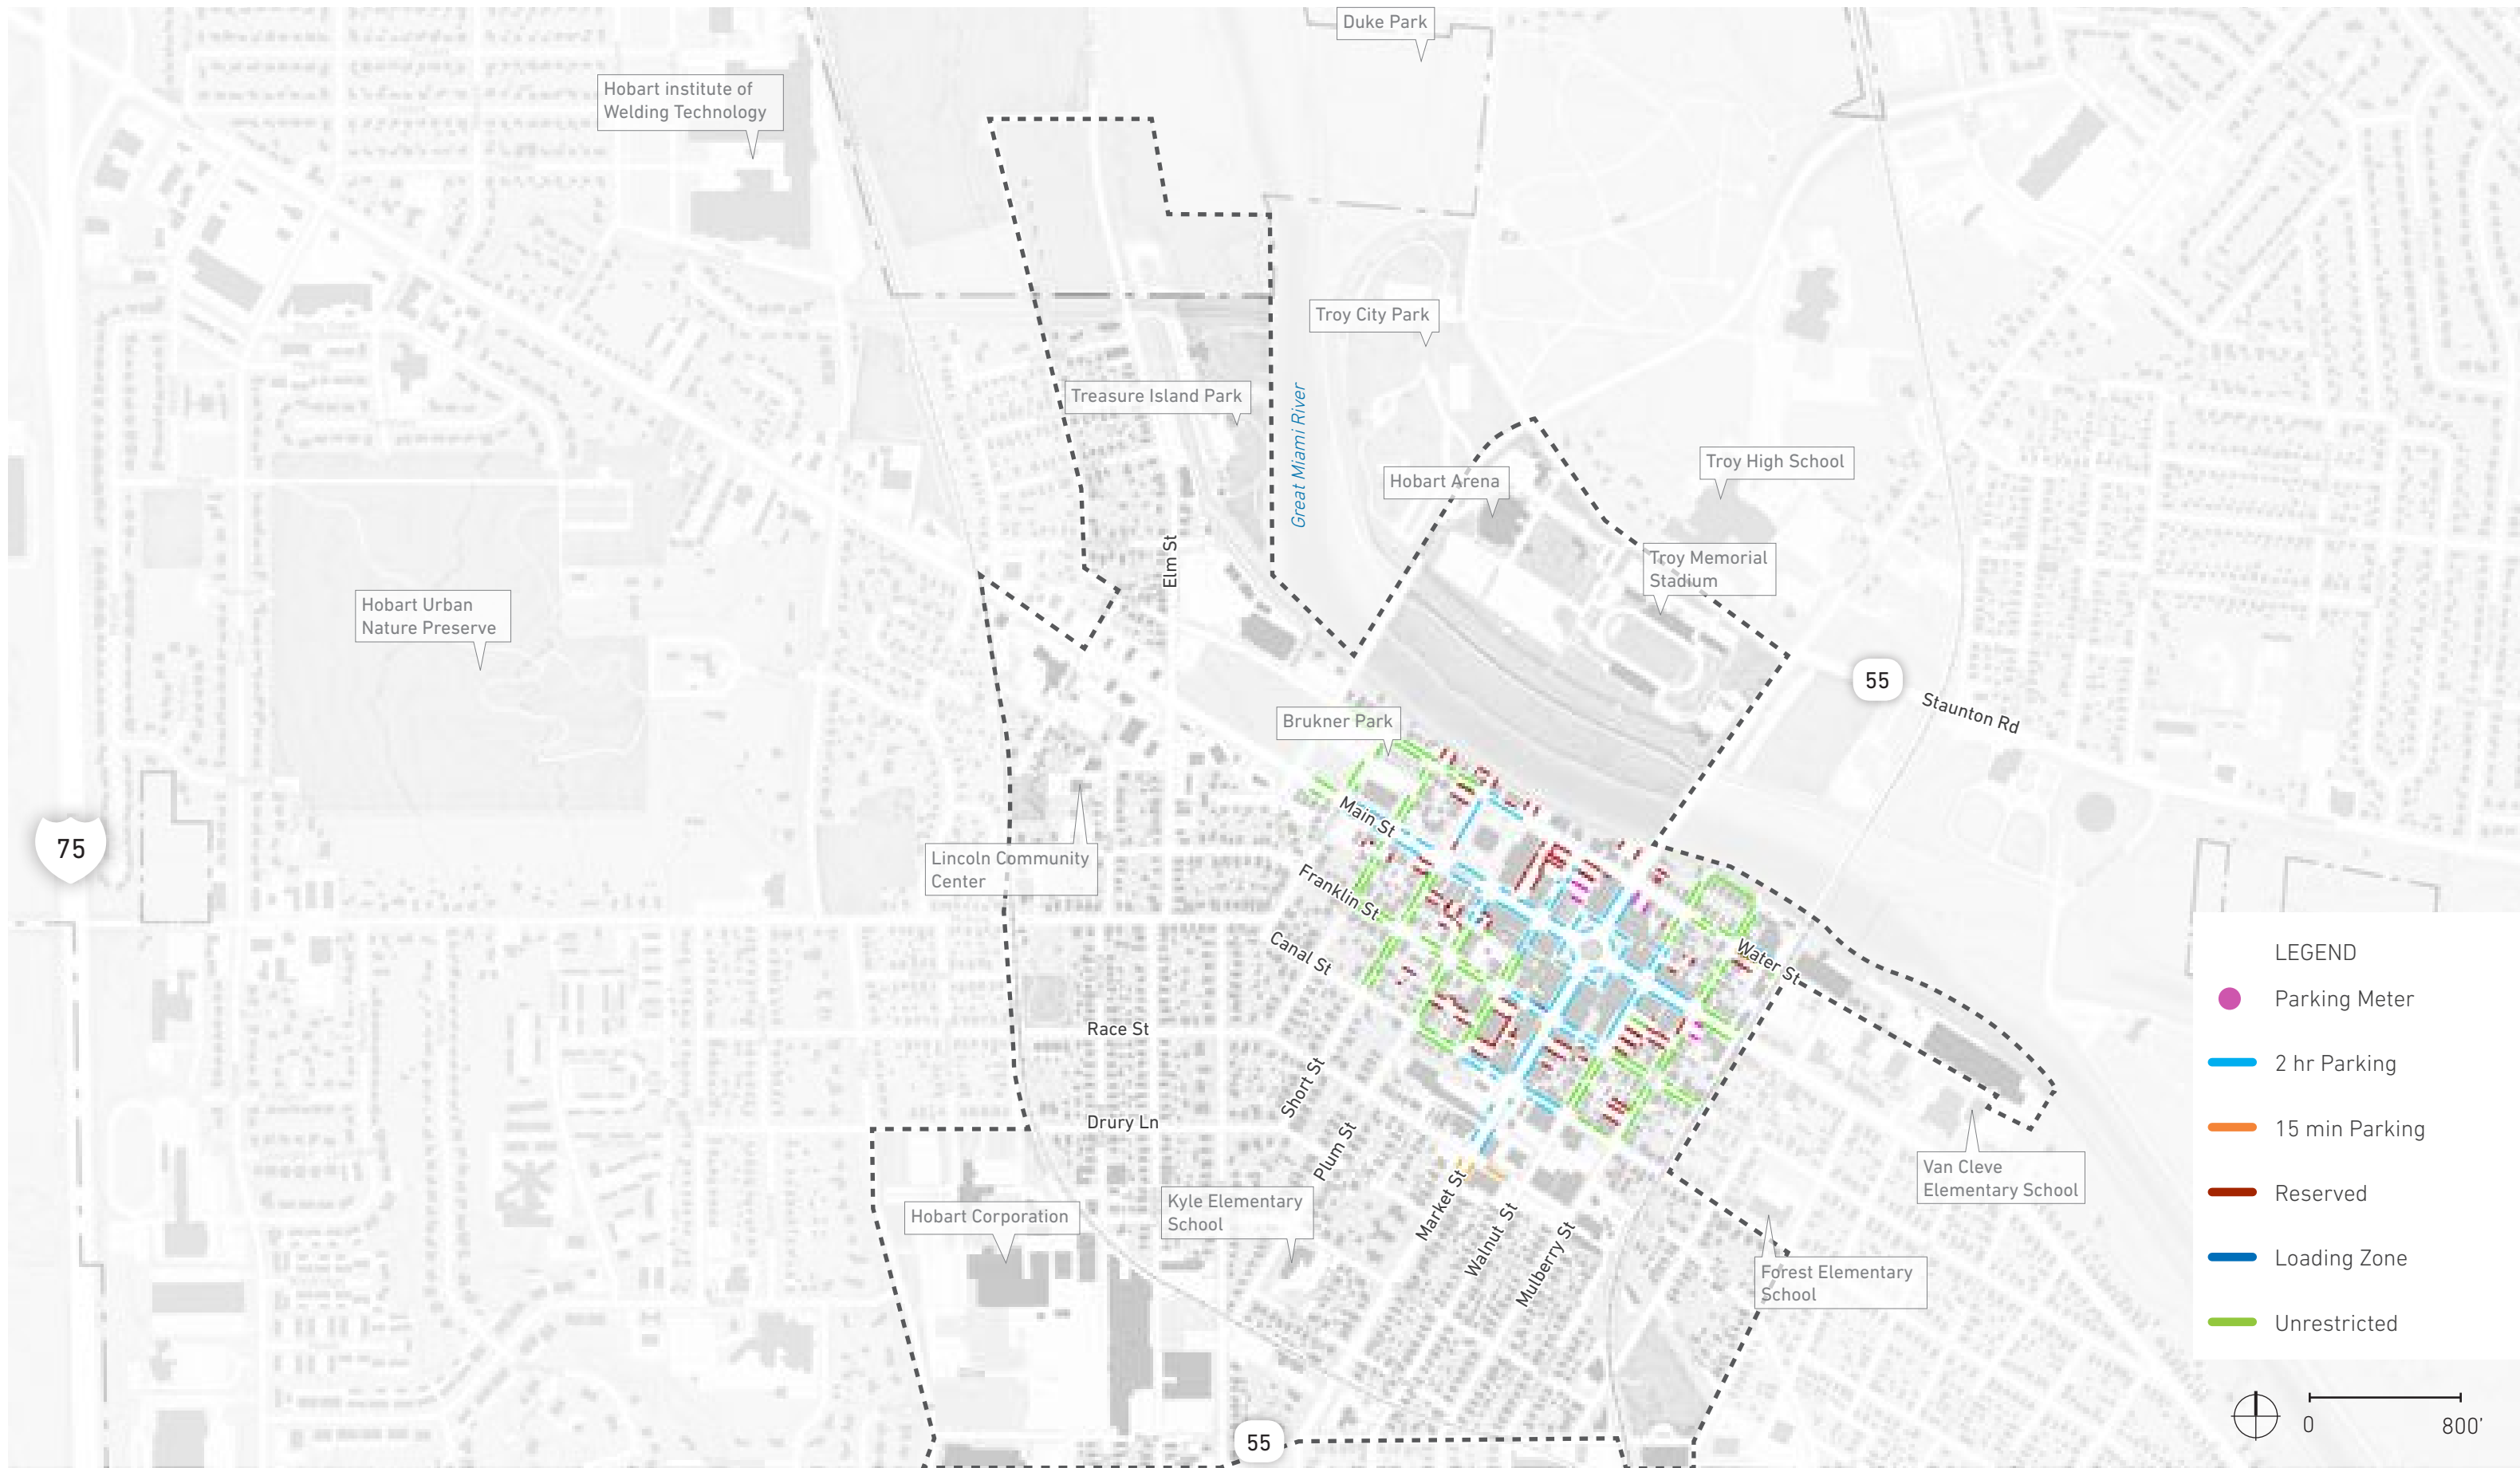 Duke Park
Hobart institute of
Welding Technology
Troy City Park
Treasure Island Park
Great Miami River
Troy High School
Hobart Arena
Elm St
Troy Memorial
Stadium
Hobart Urban
Nature Preserve
55
Staunton Rd
Brukner Park
Main St
75
Lincoln Community
Center
Franklin St
Canal St
Water St
Race St
Short St
Drury Ln
Plum St
Market St
Walnut St
Mulberry St
Kyle Elementary
School
Hobart Corporation
Van Cleve
Elementary School
Forest Elementary
School
55
LEGEND
Parking Meter
2 hr Parking
15 min Parking
Reserved
Loading Zone
Unrestricted
0
800'